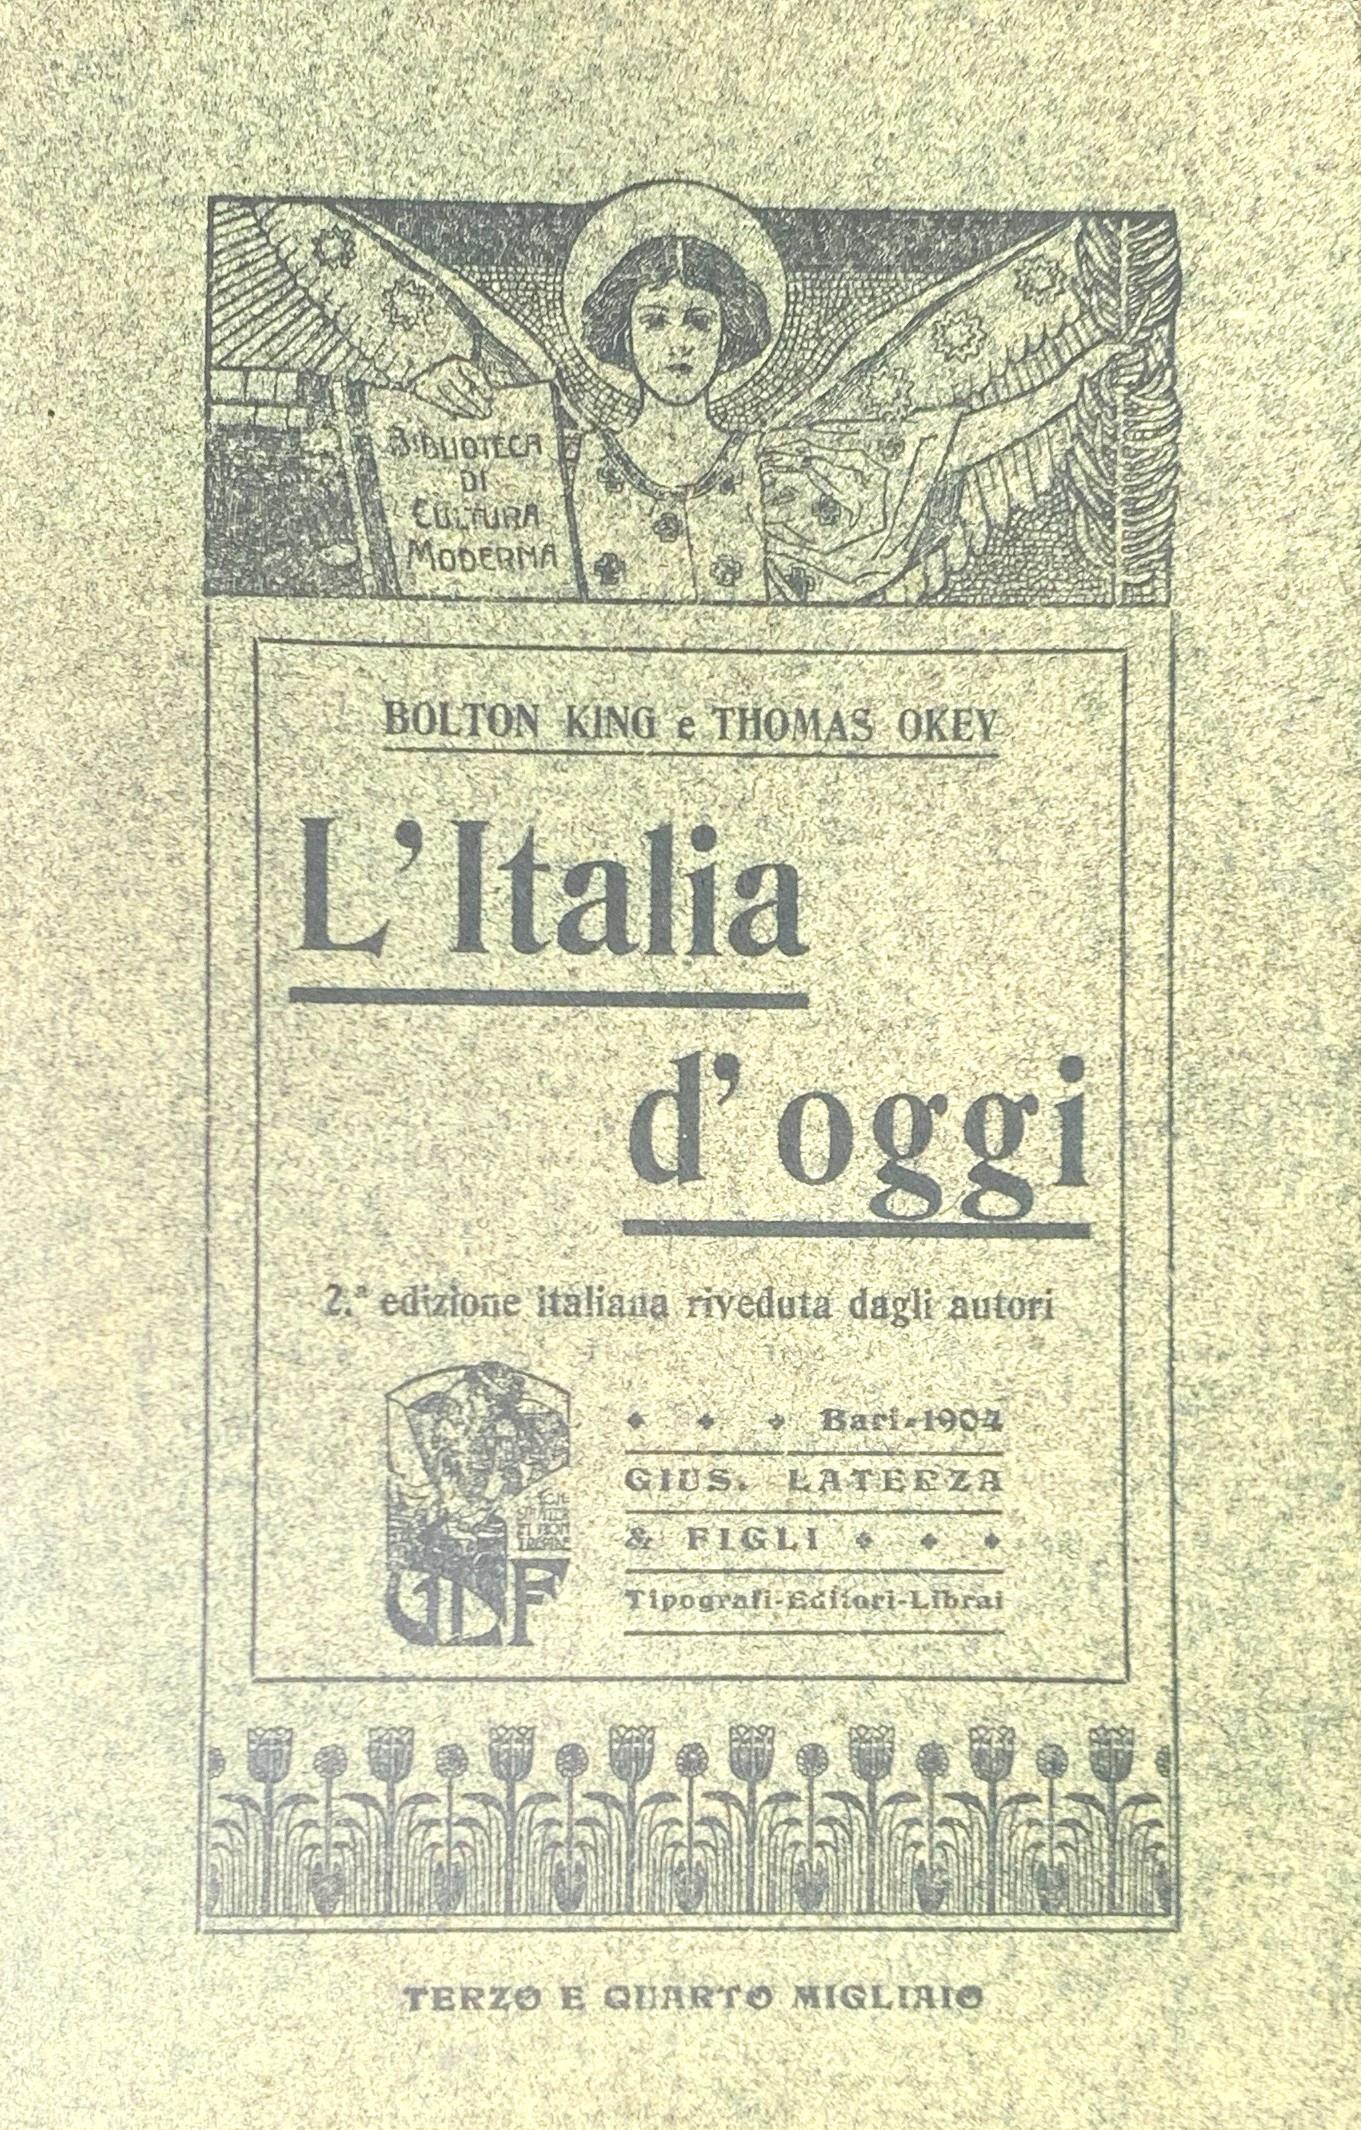 BIBLIOTECA
DI
CULTURA
MODERNA
BOLTON KING e THOMAS OKEY
L'Italia
d'oggi
2.ª edizione italiana riveduta dagli autori
Bari-1904
GIUS. LATERZA
& FIGLI
Tipografi-Editori-Librai
GLF
TERZO E QUARTO MIGLIAIO